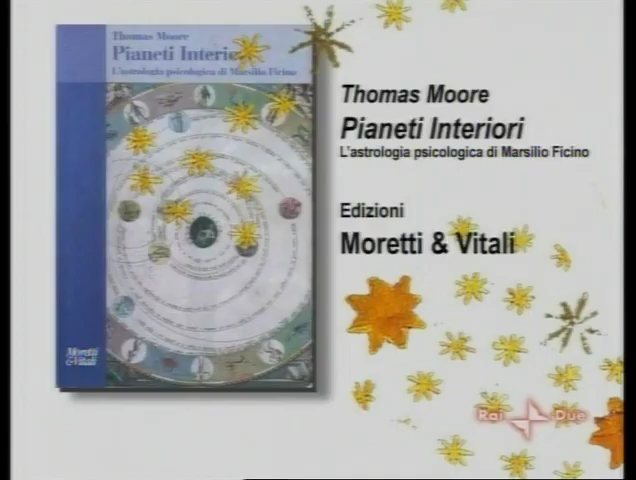 Thomas Moore
Pianeti Interiori
L'astrologia psicologica di Marsilio Ficino
Moretti
&Vitali
Thomas Moore
Pianeti Interiori
L'astrologia psicologica di Marsilio Ficino
Edizioni
Moretti & Vitali
Rai Due